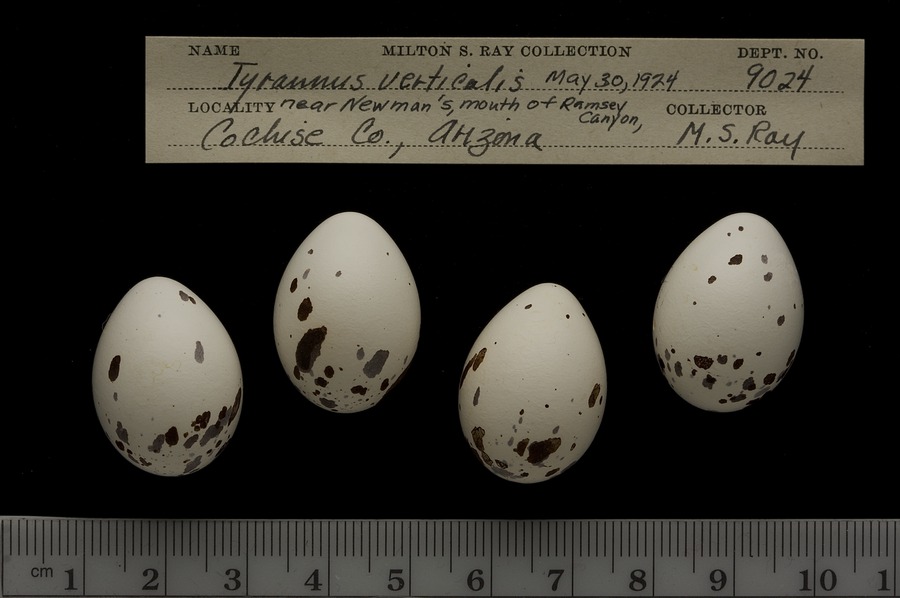 NAME MILTON S. RAY COLLECTION DEPT. NO.
Tyrannus verticalis May 30, 1924 9024
LOCALITY near Newman's, mouth of Ramsey Canyon, COLLECTOR
Cochise Co., Arizona M. S. Ray
cm 1 2 3 4 5 6 7 8 9 10 1